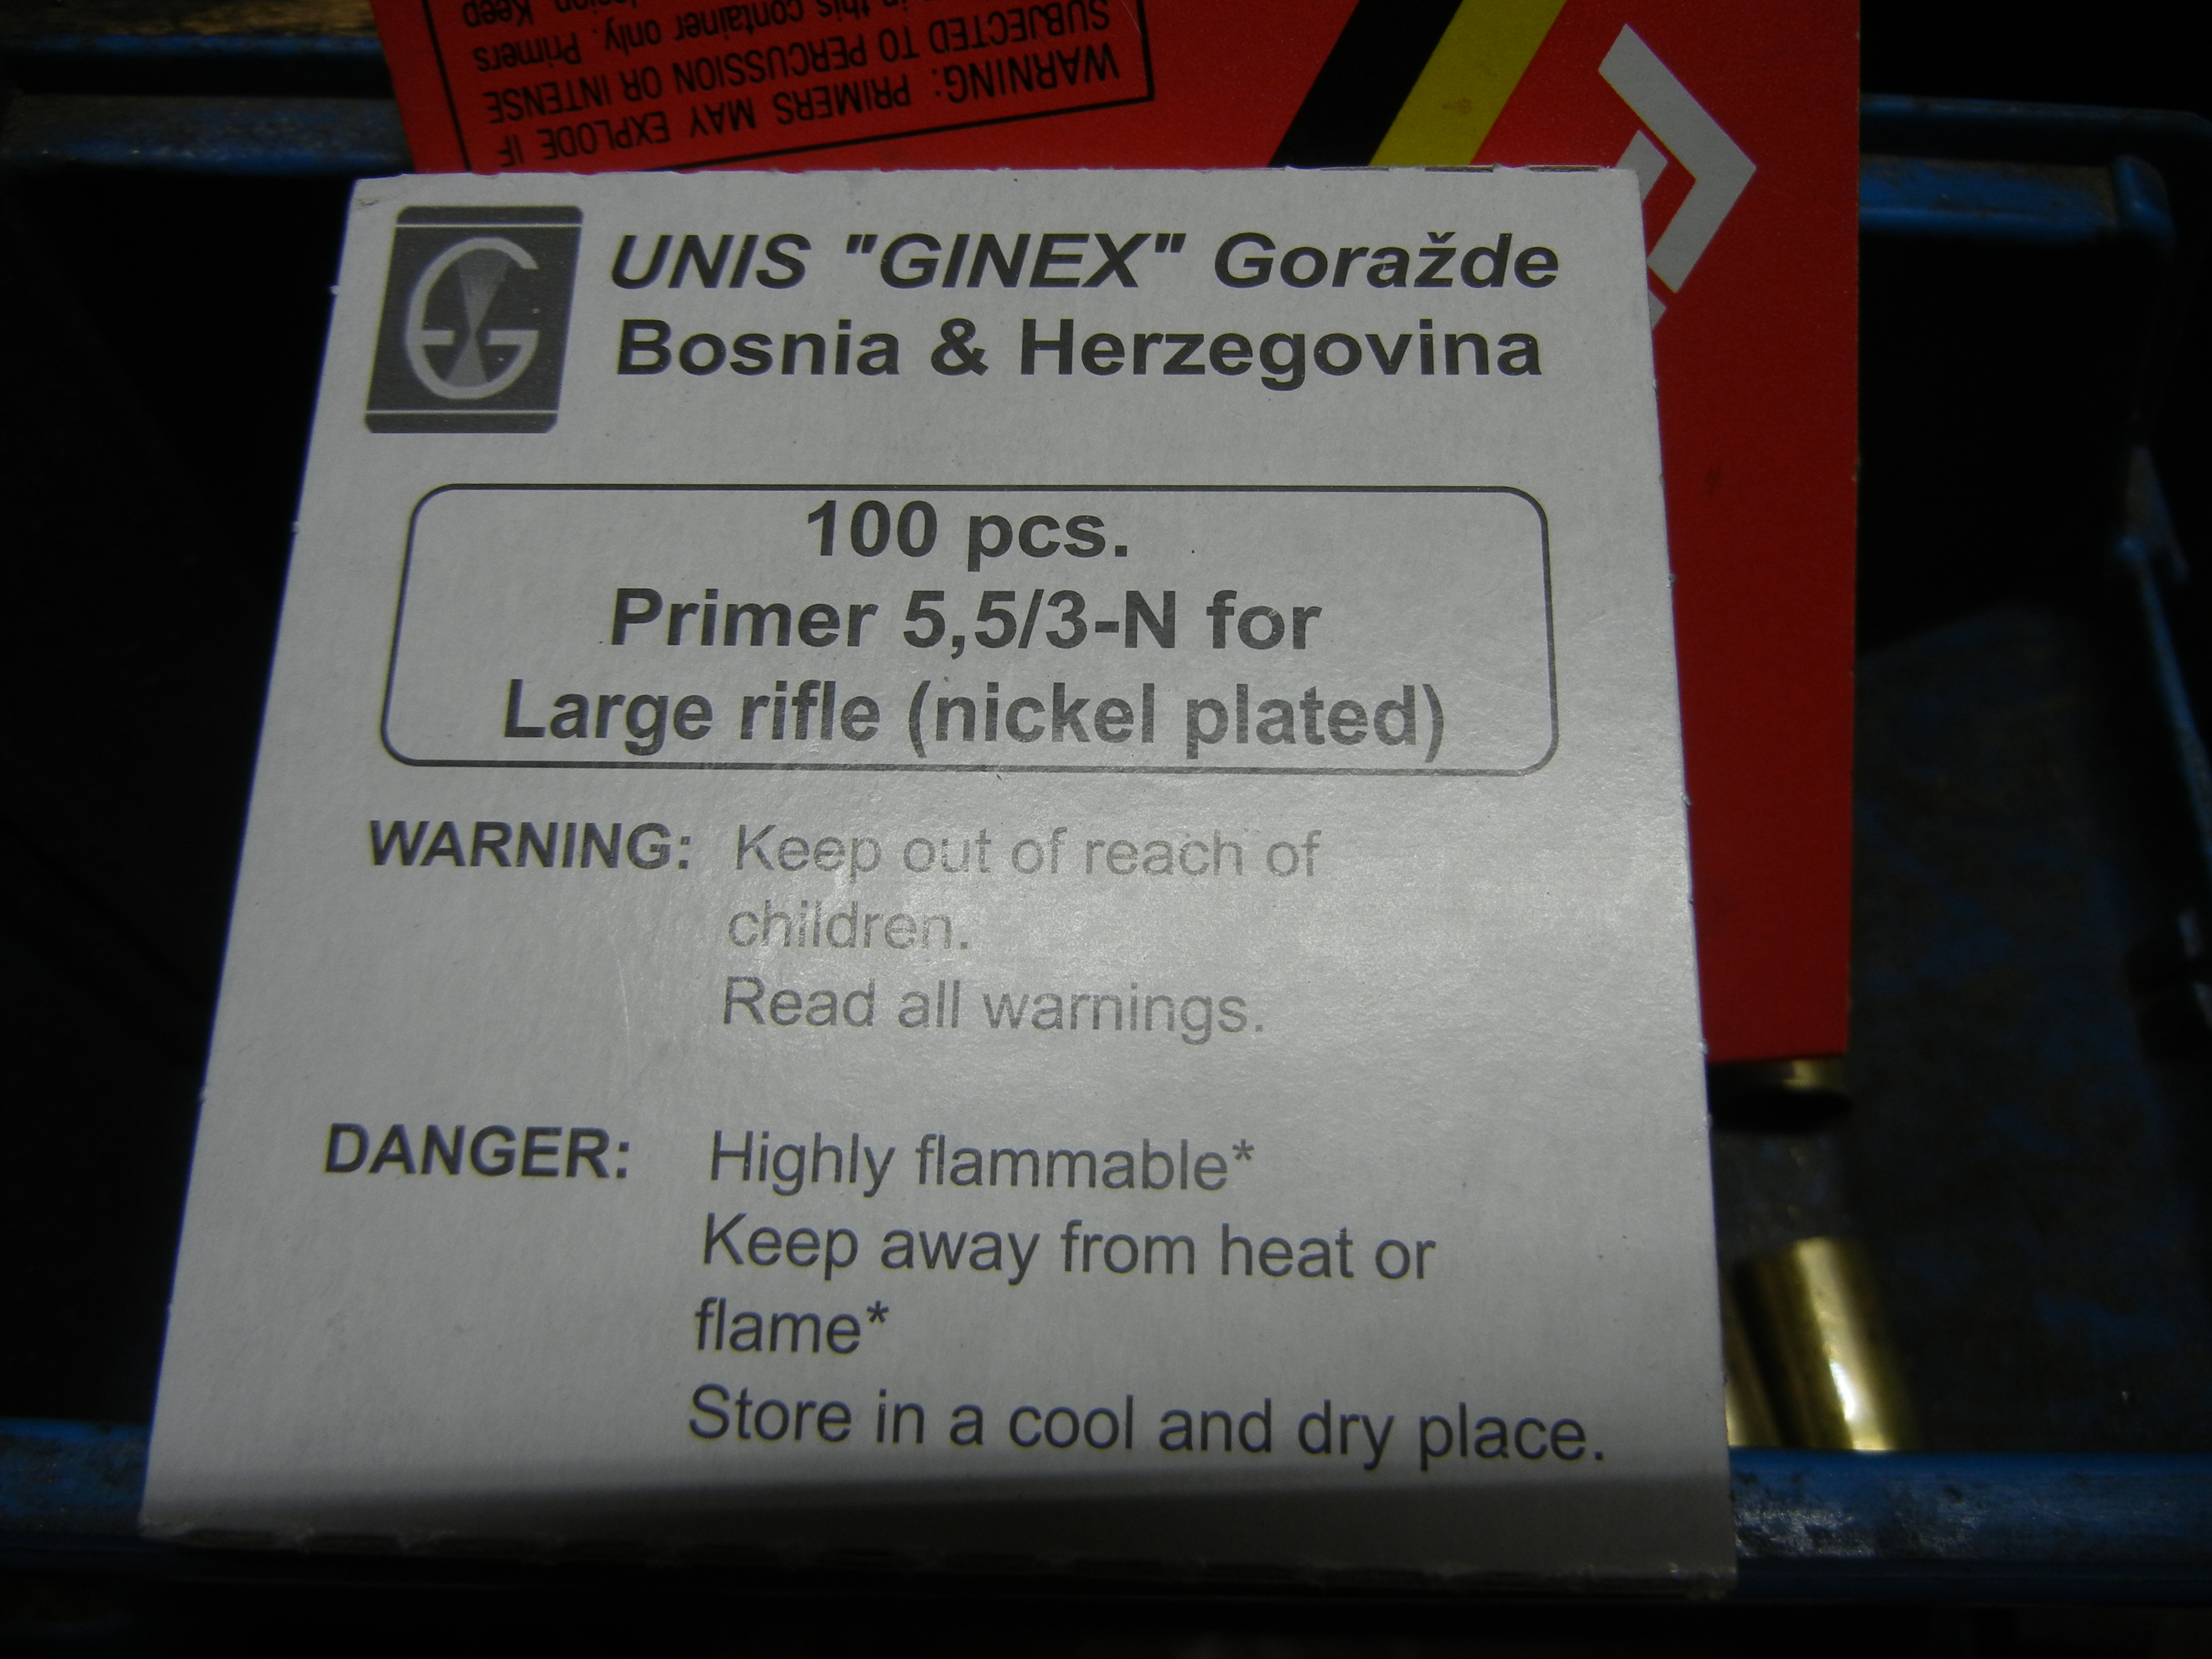 WARNING: PRIMERS MAY EXPLODE IF
SUBJECTED TO PERCUSSION OR INTENSE
in this container only. Primers
Keep
UNIS "GINEX" Goražde
Bosnia & Herzegovina
100 pcs.
Primer 5,5/3-N for
Large rifle (nickel plated)
WARNING: Keep out of reach of
children.
Read all warnings.
DANGER: Highly flammable*
Keep away from heat or
flame*
Store in a cool and dry place.